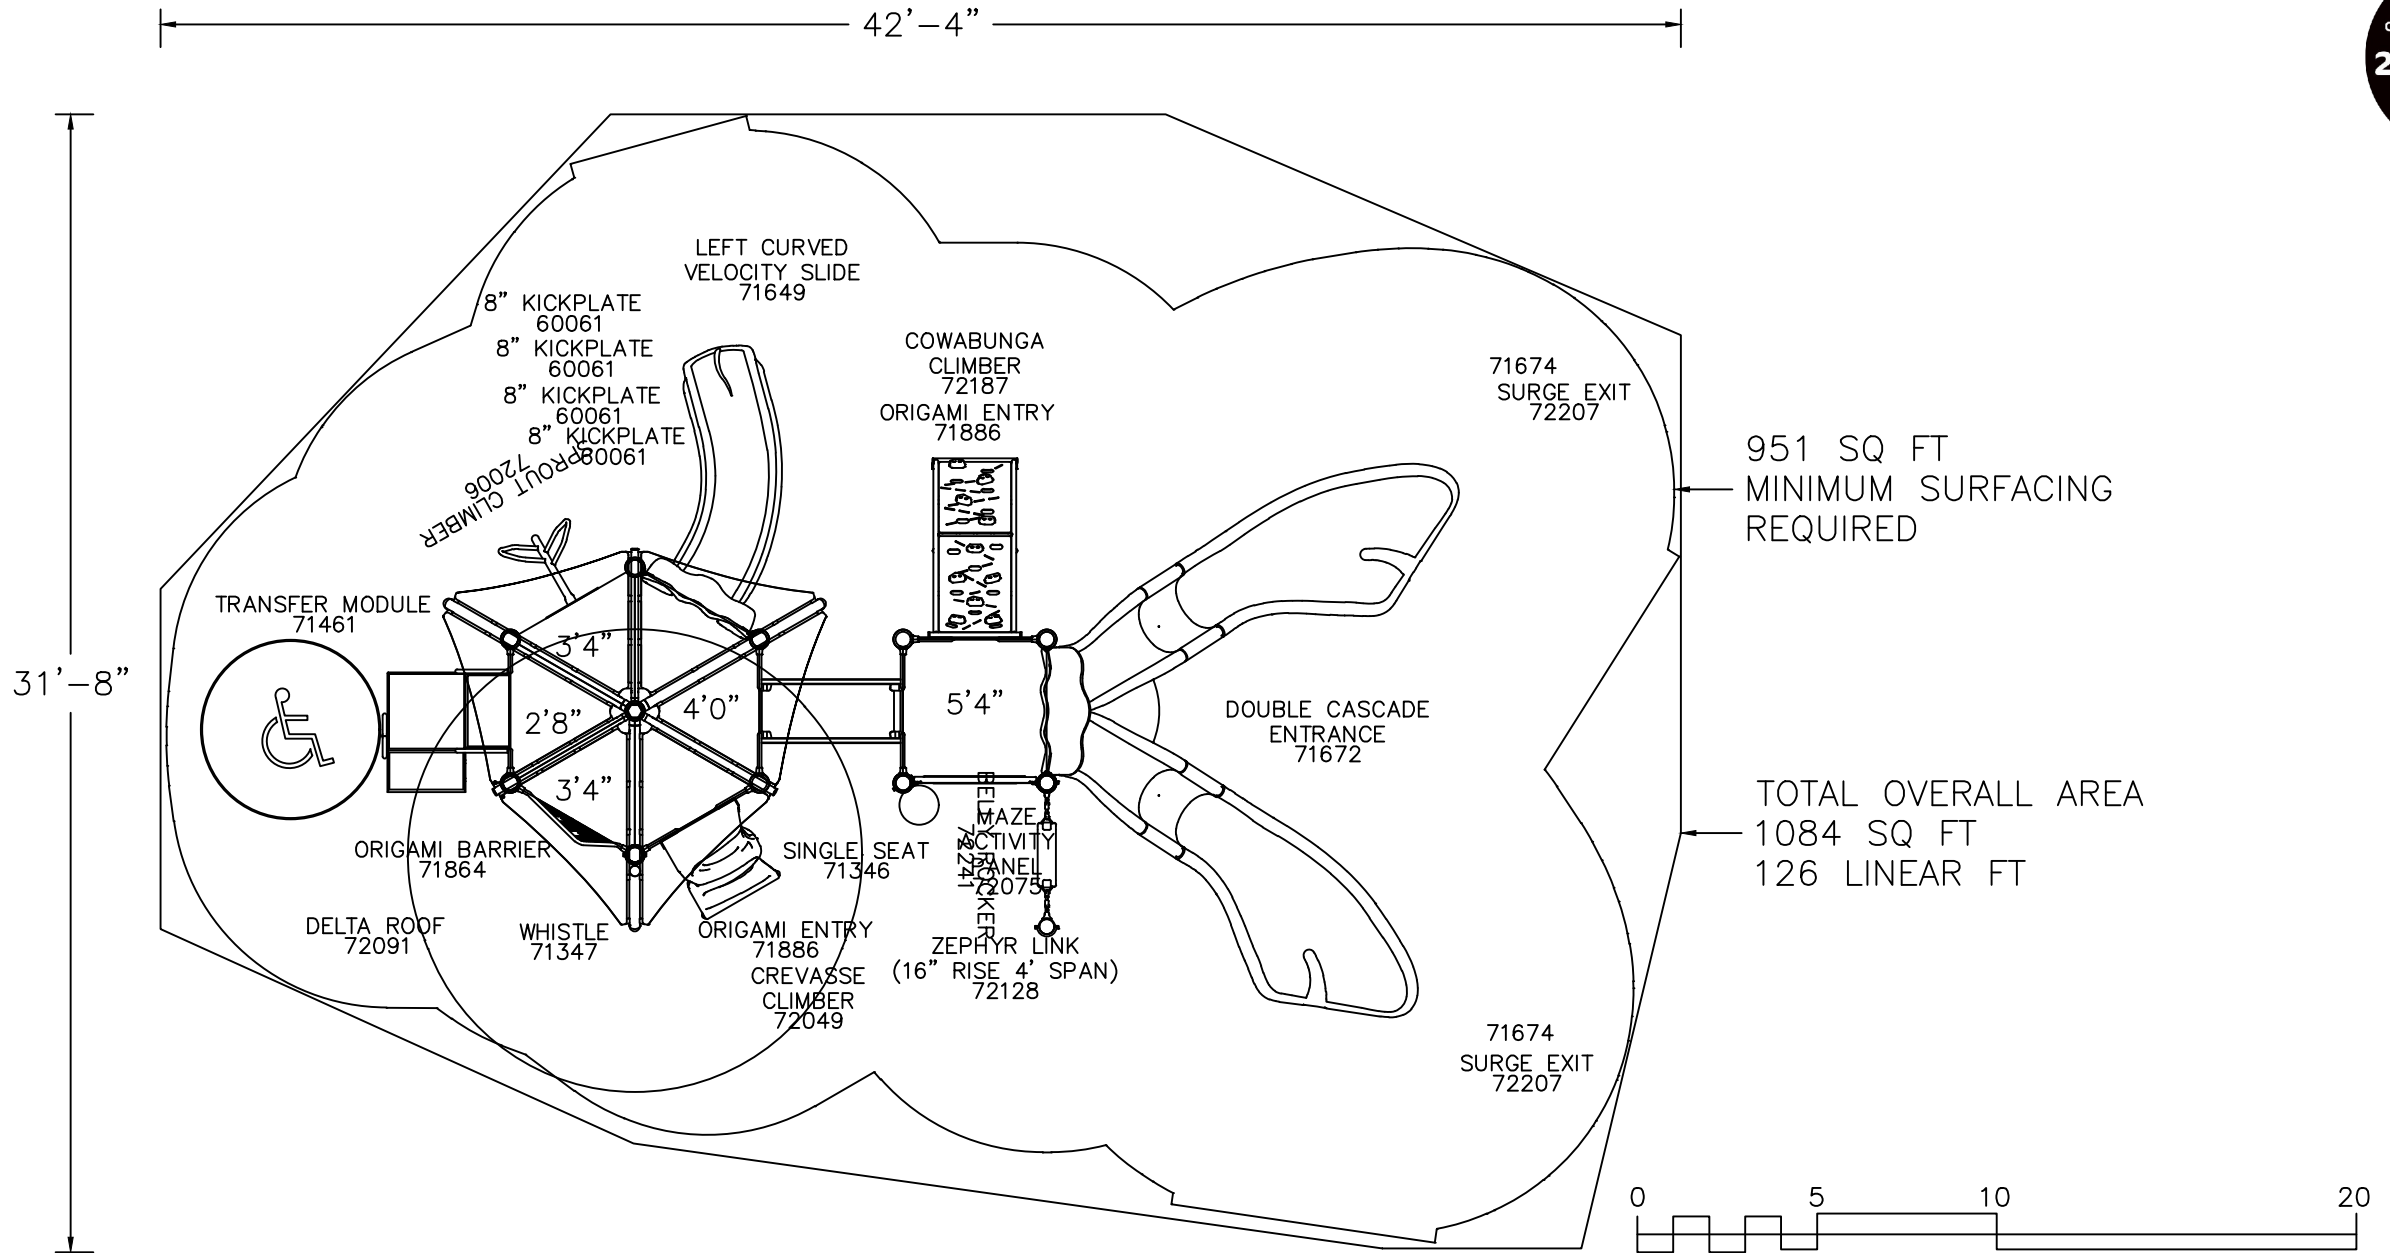 42'-4"
2
31'-8"
LEFT CURVED
VELOCITY SLIDE
71649
8" KICKPLATE
60061
8" KICKPLATE
60061
8" KICKPLATE
60061
8" KICKPLATE
60061
SPROUT CLIMBER
72006
COWABUNGA
CLIMBER
72187
ORIGAMI ENTRY
71886
71674
SURGE EXIT
72207
951 SQ FT
MINIMUM SURFACING
REQUIRED
TRANSFER MODULE
71461
3'4"
2'8"
4'0"
3'4"
5'4"
DOUBLE CASCADE
ENTRANCE
71672
TOTAL OVERALL AREA
1084 SQ FT
126 LINEAR FT
ORIGAMI BARRIER
71864
SINGLE SEAT
71346
MAZE
ACTIVITY
PANEL
72075
BELLY ROCKER
72241
DELTA ROOF
72091
WHISTLE
71347
ORIGAMI ENTRY
71886
CREVASSE
CLIMBER
72049
ZEPHYR LINK
(16" RISE 4' SPAN)
72128
71674
SURGE EXIT
72207
0 5 10 20